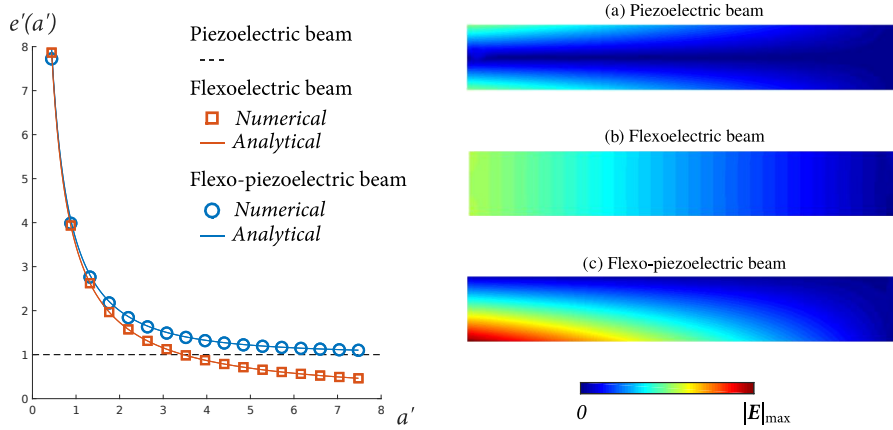 e′(a′)
8
7
6
5
4
3
2
1
0
0 1 2 3 4 5 6 7 8
a′
Piezoelectric beam
Flexoelectric beam
Numerical
Analytical
Flexo-piezoelectric beam
Numerical
Analytical
(a) Piezoelectric beam
(b) Flexoelectric beam
(c) Flexo-piezoelectric beam
0 |E|max